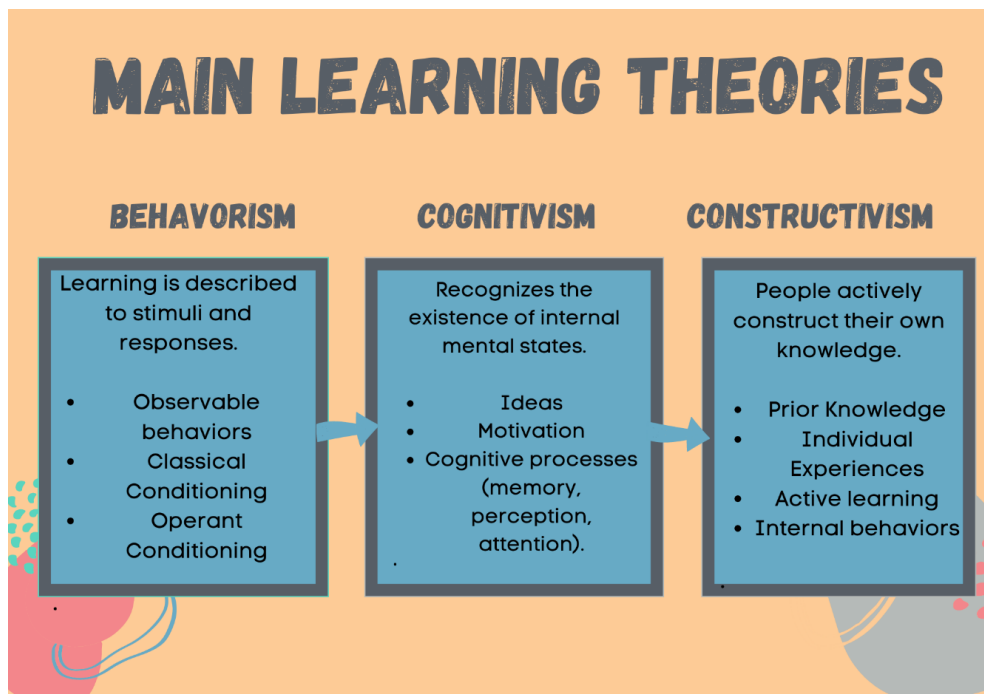 MAIN LEARNING THEORIES
BEHAVORISM
Learning is described
to stimuli and
responses.
• Observable
behaviors
• Classical
Conditioning
• Operant
Conditioning
COGNITIVISM
Recognizes the
existence of internal
mental states.
• Ideas
• Motivation
• Cognitive processes
(memory,
perception,
attention).
CONSTRUCTIVISM
People actively
construct their own
knowledge.
• Prior Knowledge
• Individual
Experiences
• Active learning
• Internal behaviors